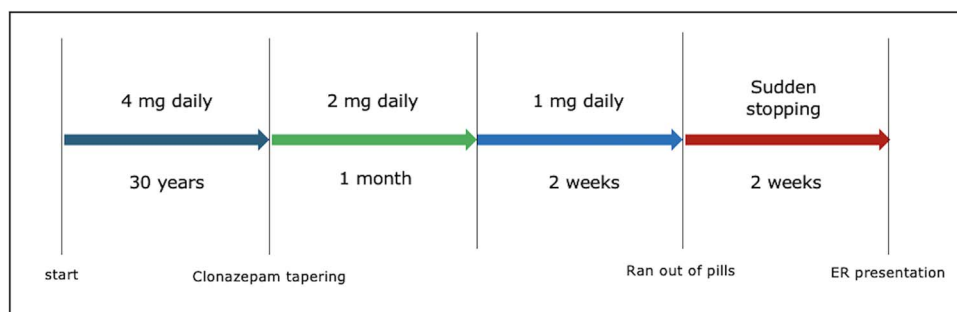 4 mg daily
2 mg daily
1 mg daily
Sudden
stopping
30 years
1 month
2 weeks
2 weeks
start
Clonazepam tapering
Ran out of pills
ER presentation